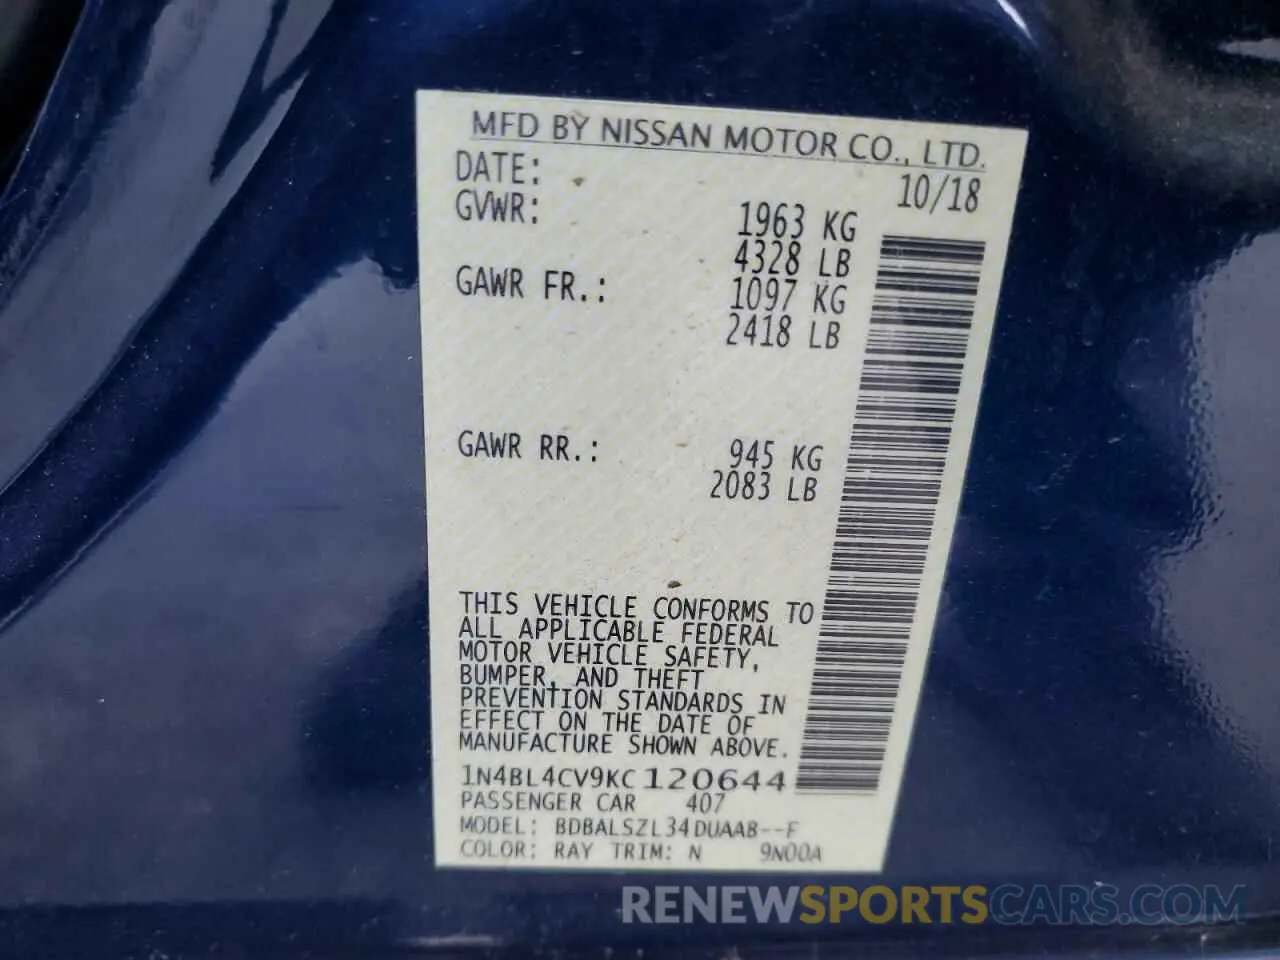 MFD BY NISSAN MOTOR CO., LTD.
DATE: 10/18
GVWR: 1963 KG
4328 LB
GAWR FR.: 1097 KG
2418 LB
GAWR RR.: 945 KG
2083 LB
THIS VEHICLE CONFORMS TO
ALL APPLICABLE FEDERAL
MOTOR VEHICLE SAFETY,
BUMPER, AND THEFT
PREVENTION STANDARDS IN
EFFECT ON THE DATE OF
MANUFACTURE SHOWN ABOVE.
1N4BL4CV9KC120644
PASSENGER CAR 407
MODEL: BDBALSZL34DUAAB--F
COLOR: RAY TRIM: N 9N00A
RENEWSPORTSCARS.COM